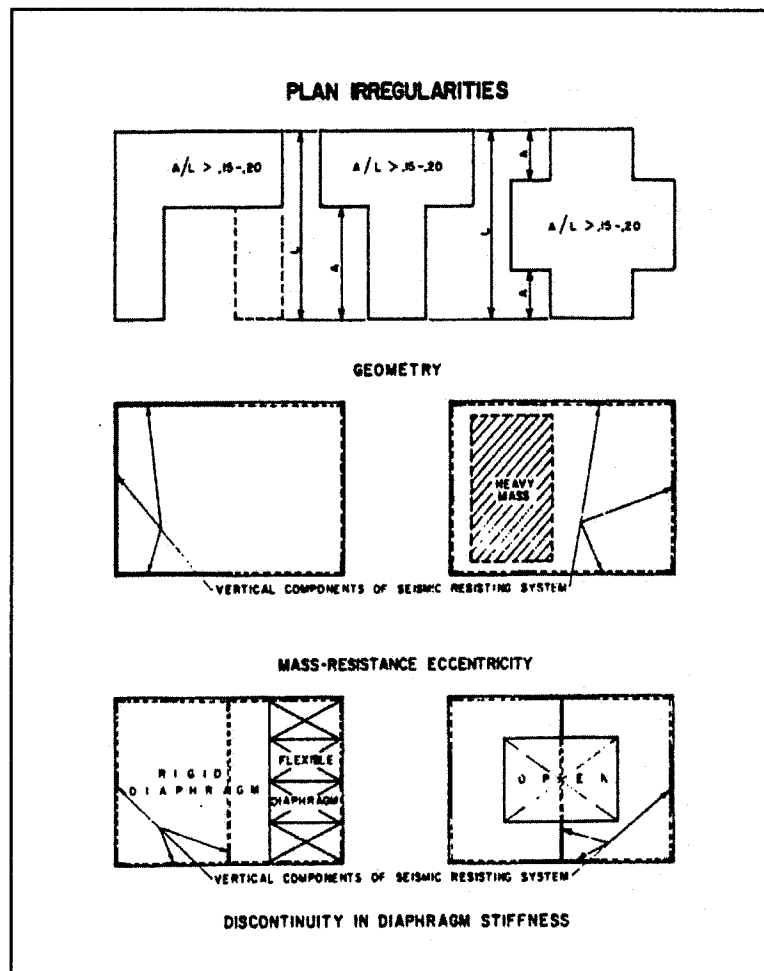 PLAN IRREGULARITIES
A/L > .15-.20
A/L > .15-.20
A/L > .15-.20
L
A
L
A
A
GEOMETRY
HEAVY
MASS
VERTICAL COMPONENTS OF SEISMIC RESISTING SYSTEM
MASS-RESISTANCE ECCENTRICITY
RIGID
DIAPHRAGM
FLEXIBLE
DIAPHRAGM
OPEN
VERTICAL COMPONENTS OF SEISMIC RESISTING SYSTEM
DISCONTINUITY IN DIAPHRAGM STIFFNESS